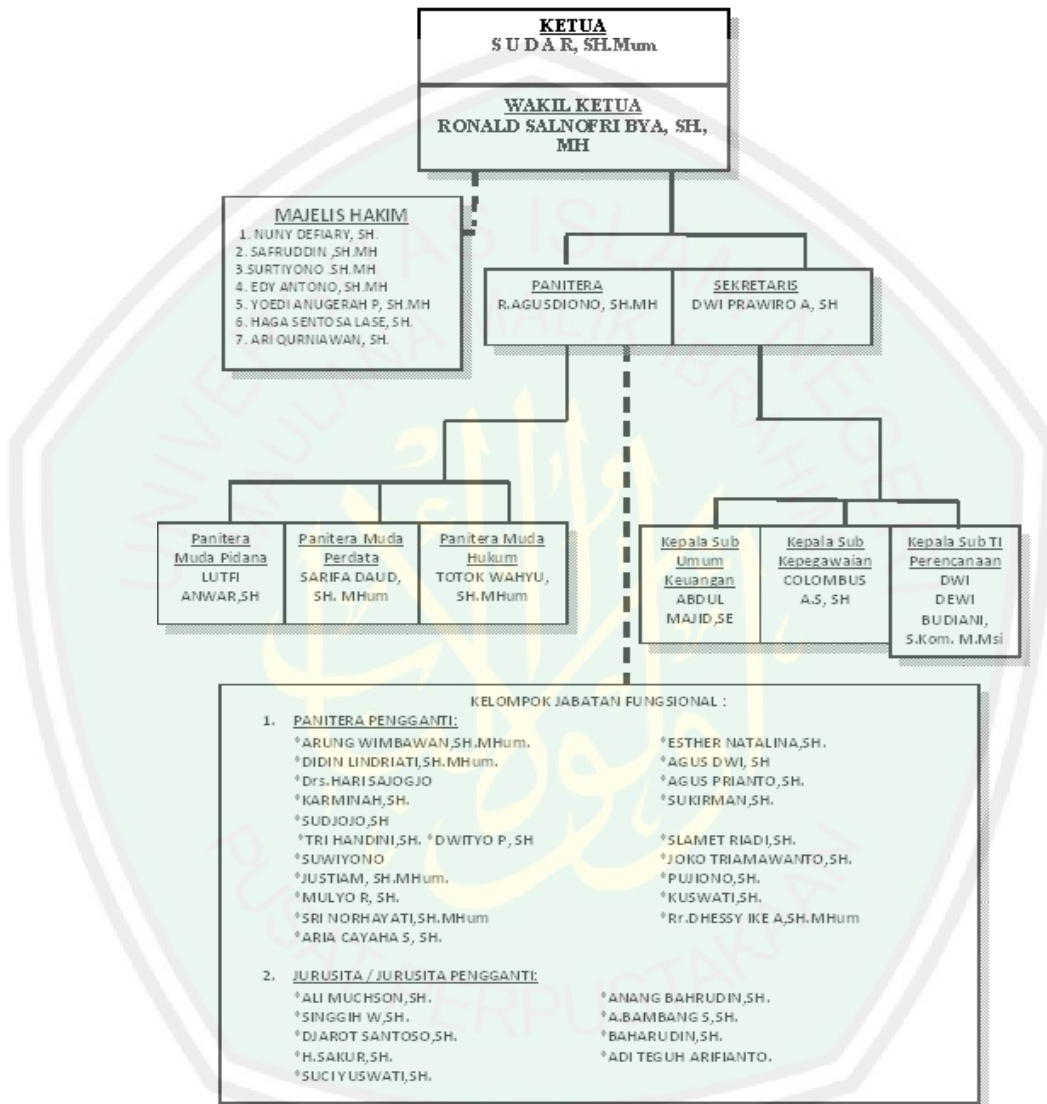 KETUA
S U D A R, SH.Mum
WAKIL KETUA
RONALD SALNOFRI BYA, SH,
MH
MAJELIS HAKIM
1. NUNY DEFIARY, SH.
2. SAFRUDDIN ,SH.MH
3.SURTIYONO .SH.MH
4. EDY ANTONO, SH.MH
5. YOEDI ANUGERAH P, SH.MH
6. HAGA SENTOSA LASE, SH.
7. ARI QURNIAWAN, SH.
PANITERA
R.AGUSDIONO, SH.MH
SEKRETARIS
DWI PRAWIRO A, SH
Panitera
Muda Pidana
LUTFI
ANWAR,SH
Panitera Muda
Perdata
SARIFA DAUD,
SH. MHum
Panitera Muda
Hukum
TOTOK WAHYU,
SH.MHum
Kepala Sub
Umum
Keuangan
ABDUL
MAJID,SE
Kepala Sub
Kepegawaian
COLOMBUS
A.S, SH
Kepala Sub TI
Perencanaan
DWI
DEWI
BUDIANI,
S.Kom. M.Msi
KELOMPOK JABATAN FUNGSIONAL :
1. PANITERA PENGGANTI:
*ARUNG WIMBAWAN,SH.MHum. *ESTHER NATALINA,SH.
*DIDIN LINDRIATI,SH.MHum. *AGUS DWI, SH
*Drs.HARI SAJOGJO *AGUS PRIANTO,SH.
*KARMINAH,SH. *SUKIRMAN,SH.
*SUDJOJO,SH
*TRI HANDINI,SH. *DWITYO P, SH *SLAMET RIADI,SH.
*SUWIYONO *JOKO TRIAMAWANTO,SH.
*JUSTIAM, SH.MHum. *PUJIONO,SH.
*MULYO R, SH. *KUSWATI,SH.
*SRI NORHAYATI,SH.MHum *Rr.DHESSY IKE A,SH.MHum
*ARIA CAYAHA S, SH.
2. JURUSITA / JURUSITA PENGGANTI:
*ALI MUCHSON,SH. *ANANG BAHRUDIN,SH.
*SINGGIH W,SH. *A.BAMBANG S,SH.
*DJAROT SANTOSO,SH. *BAHARUDIN,SH.
*H.SAKUR,SH. *ADI TEGUH ARIFIANTO.
*SUCI YUSWATI,SH.
UNIVERSITAS ISLAM NEGERI
MAULANA MALIK IBRAHIM
PUSAT PERPUSTAKAAN